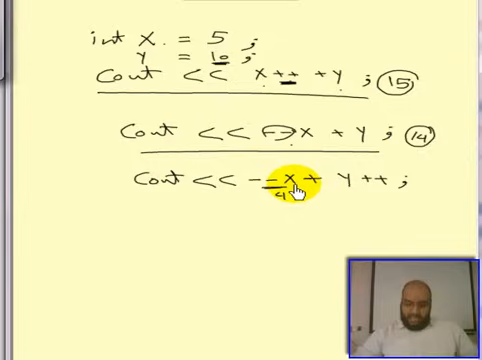 int x = 5 ;
y = 10 ;
Cout << x++ + y ; 15
Cout << --x + y ; 14
Cout << --x + y ++ ;
4